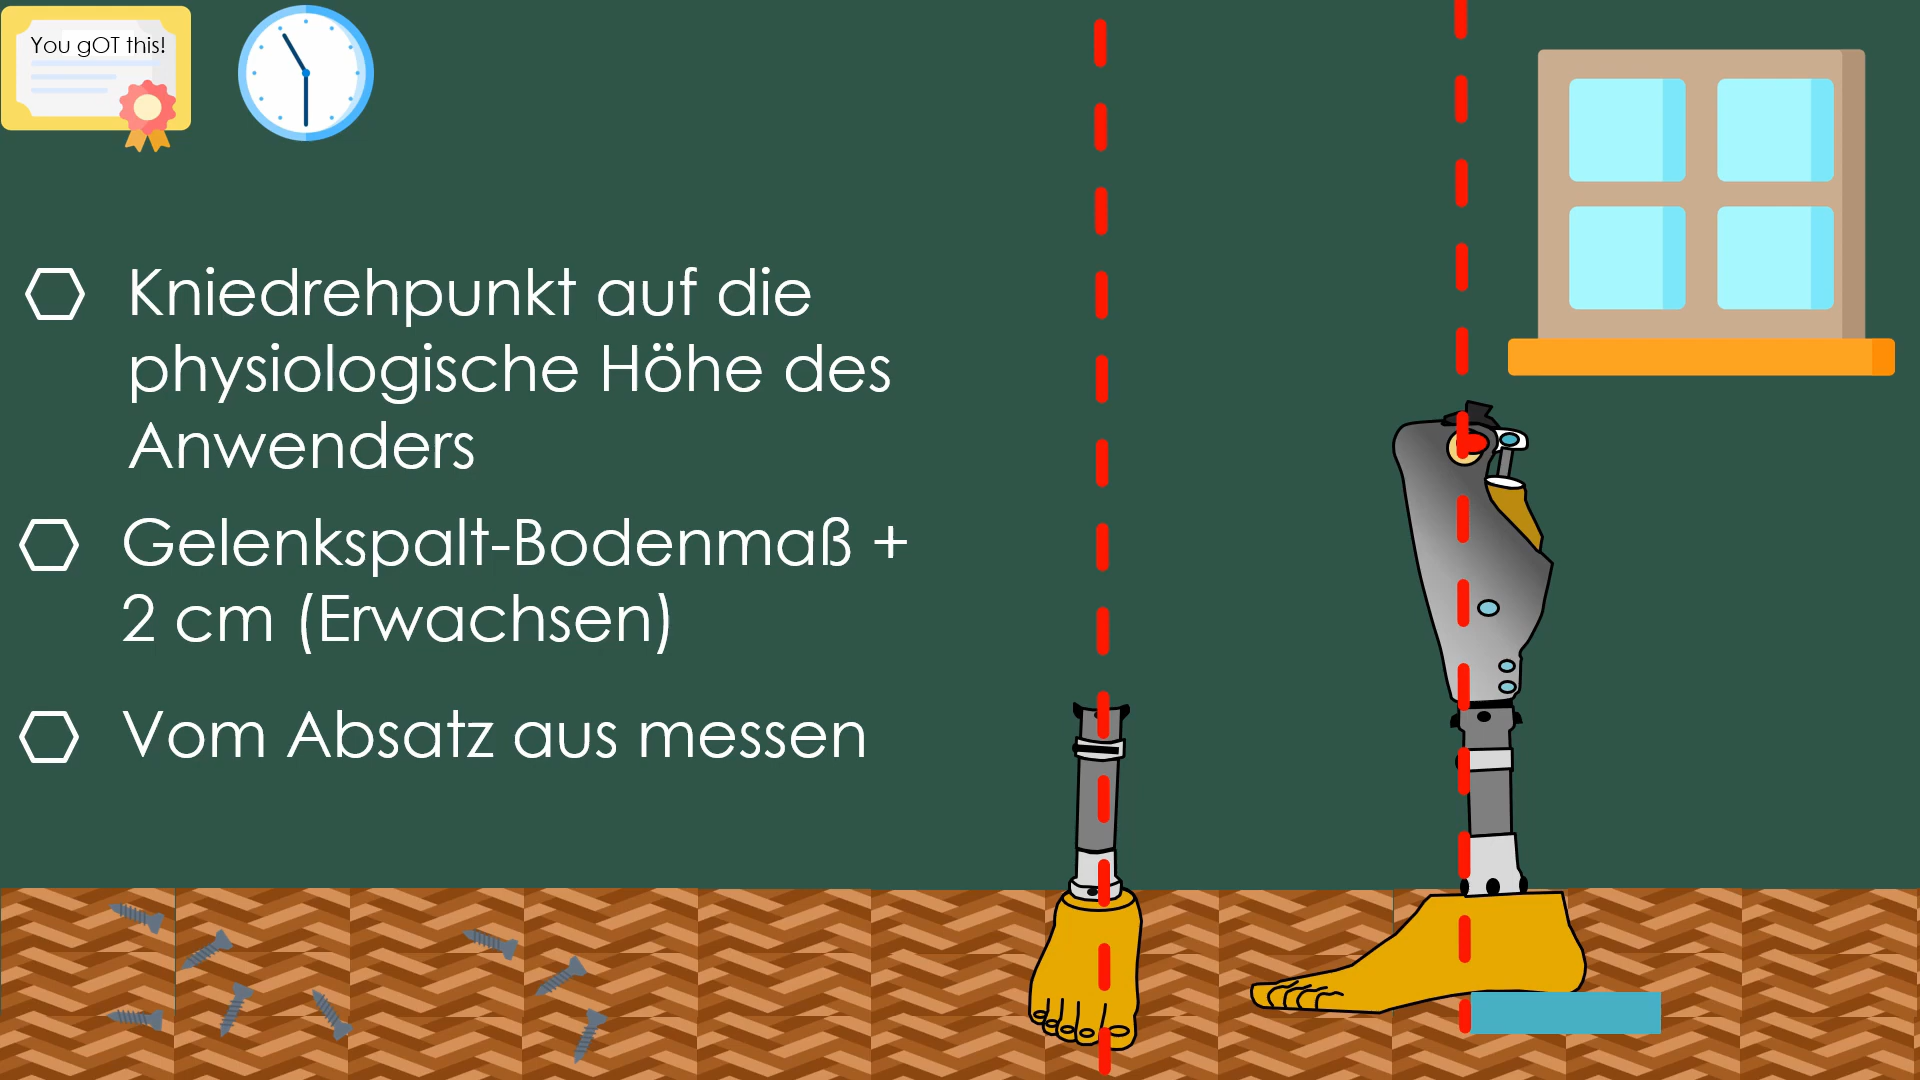 You gOT this!
Kniedrehpunkt auf die
physiologische Höhe des
Anwenders
Gelenkspalt-Bodenmaß +
2 cm (Erwachsen)
Vom Absatz aus messen